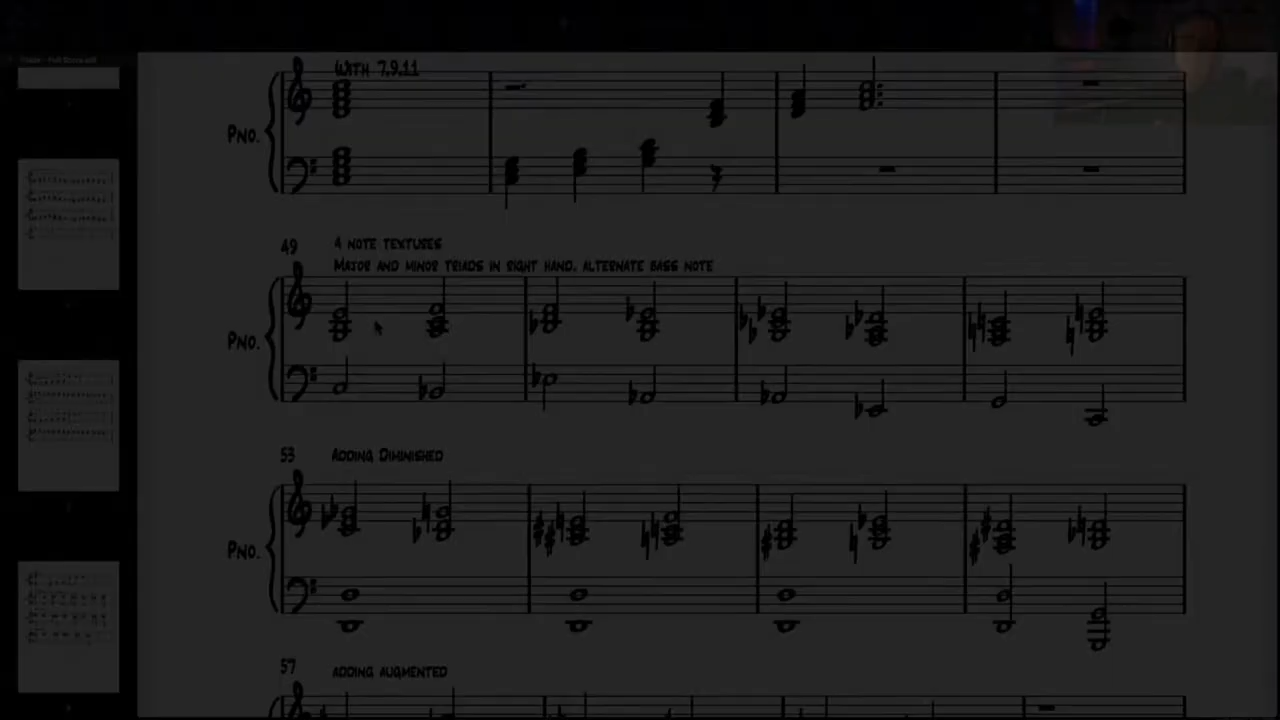 With 7,9,11
Pno.
49
4 note textures
Major and minor triads in right hand, alternate bass note
Pno.
53
Adding Diminished
Pno.
57
adding augmented